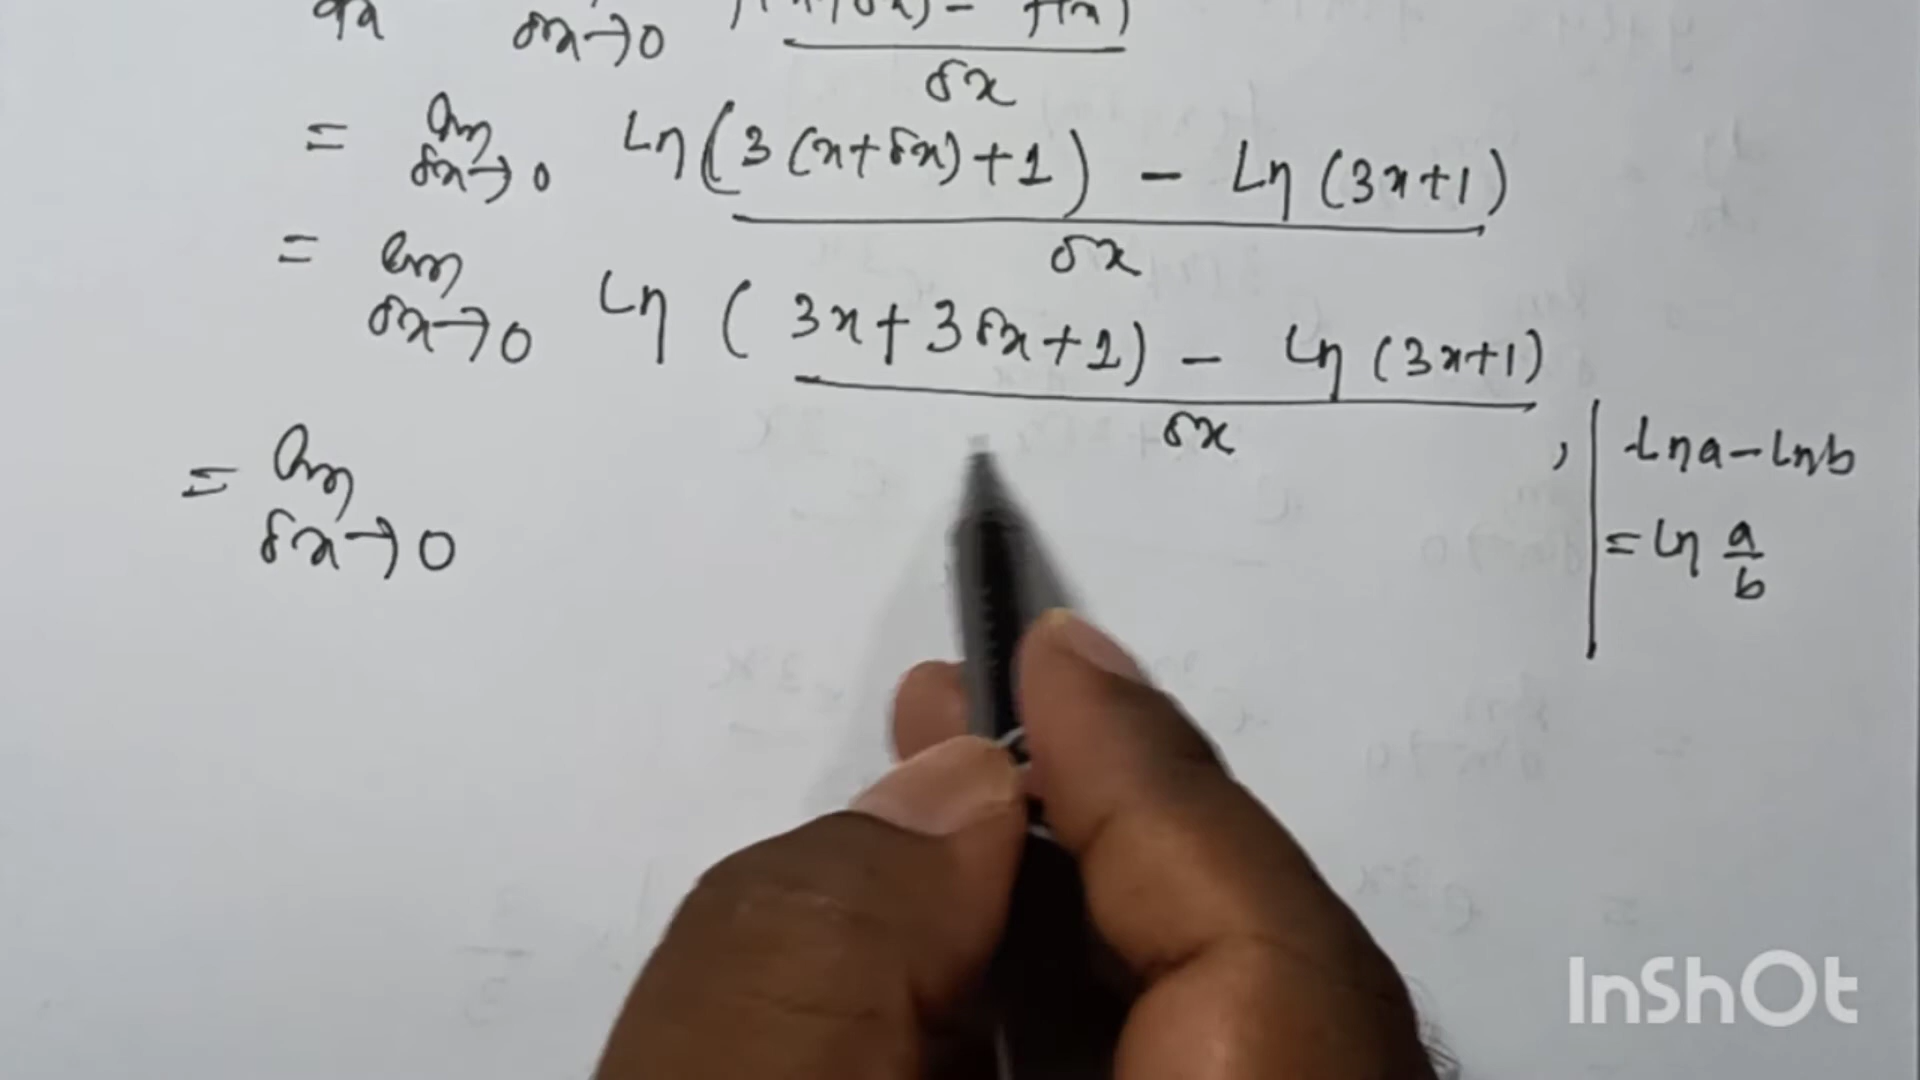 δx→0 δx
= lim δx→0 Ln(3(x+δx)+1) - Ln(3x+1)
δx
= lim δx→0 Ln(3x+3δx+1) - Ln(3x+1)
δx
= lim δx→0
, Lna-Lnb
=Ln a/b
InShOt